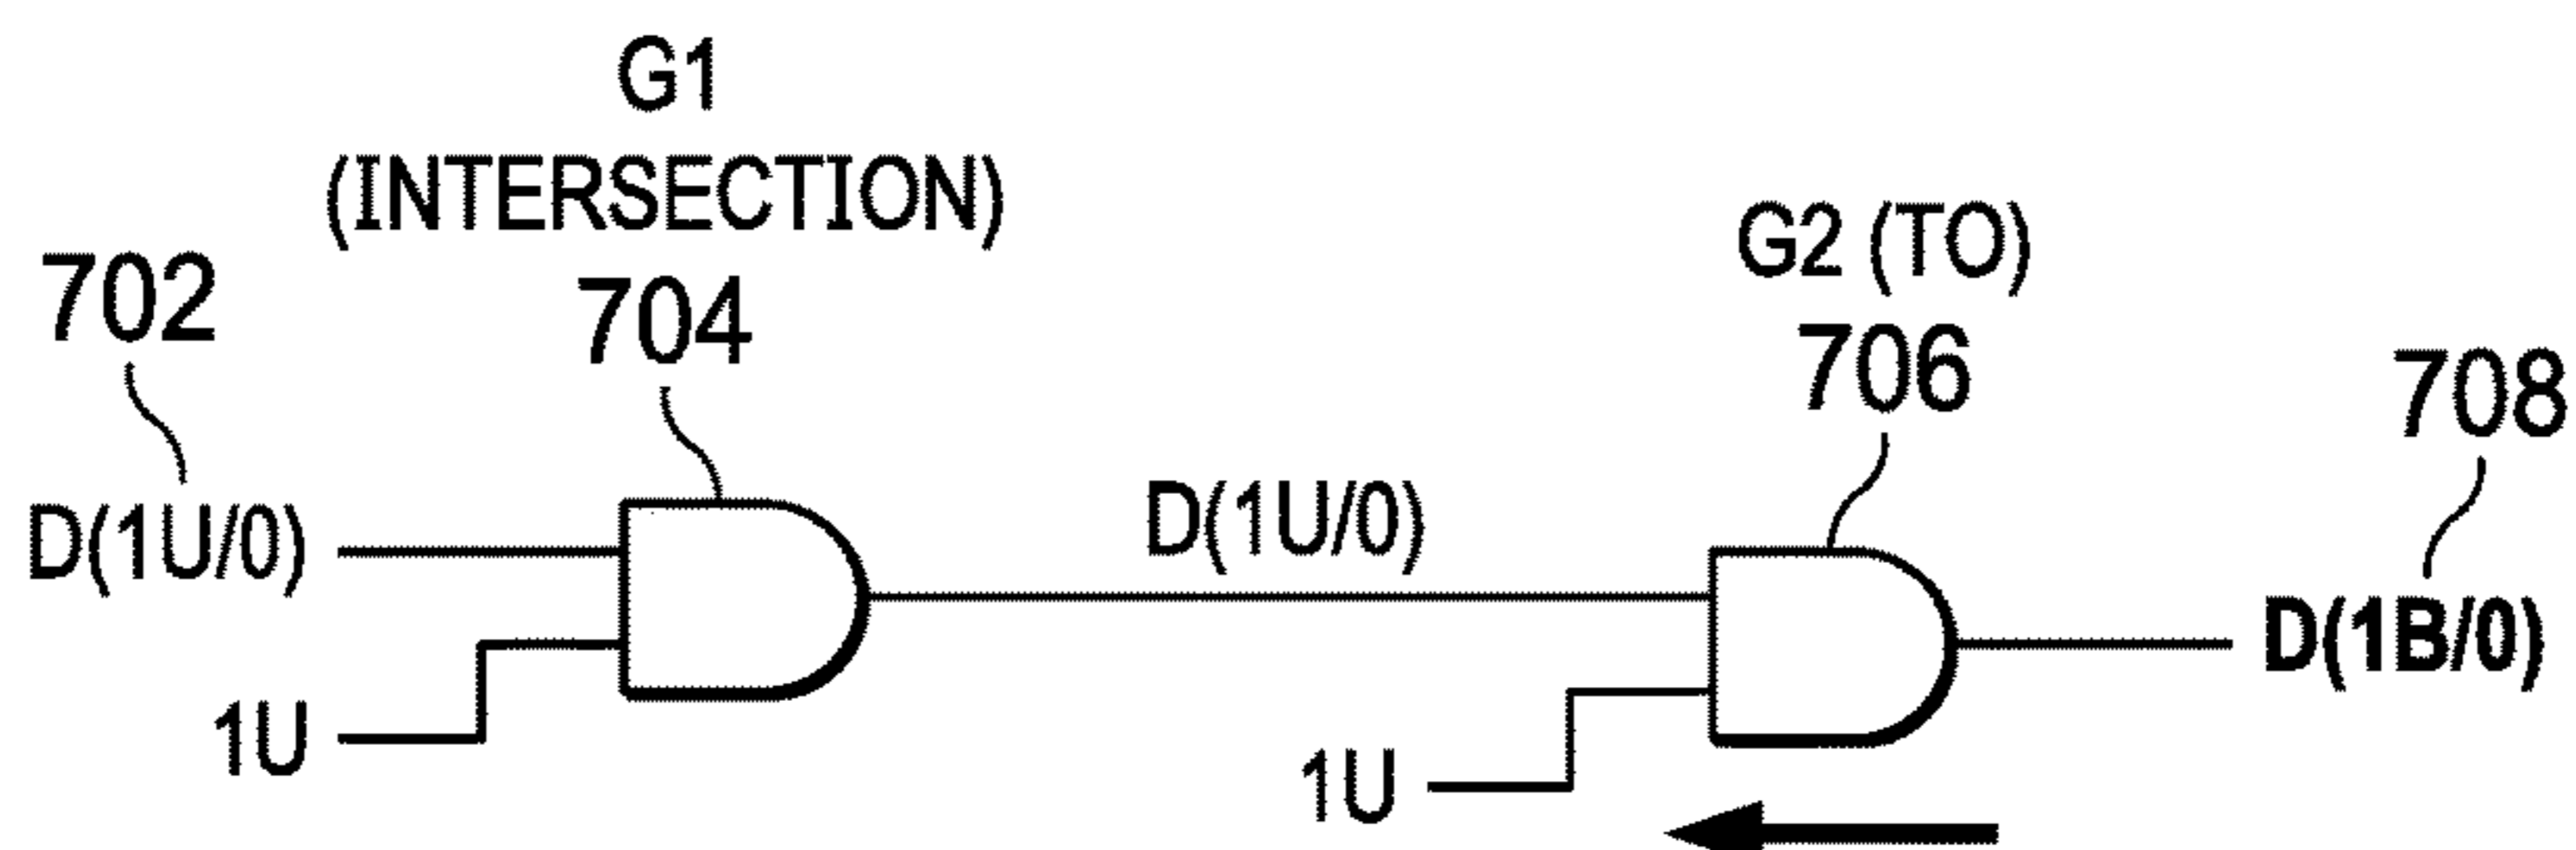 G1
(INTERSECTION)
G2 (TO)
702
704
706
708
D(1U/0)
D(1U/0)
D(1B/0)
1U
1U